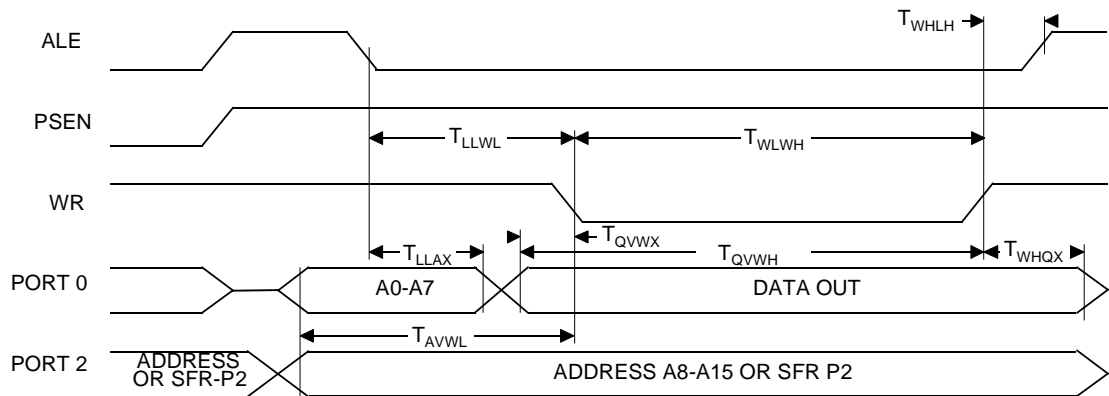 ALE
T_WHLH
PSEN
T_LLWL
T_WLWH
WR
T_LLAX
T_QVWX
T_QVWH
T_WHQX
PORT 0
A0-A7
DATA OUT
T_AVWL
PORT 2
ADDRESS
OR SFR-P2
ADDRESS A8-A15 OR SFR P2